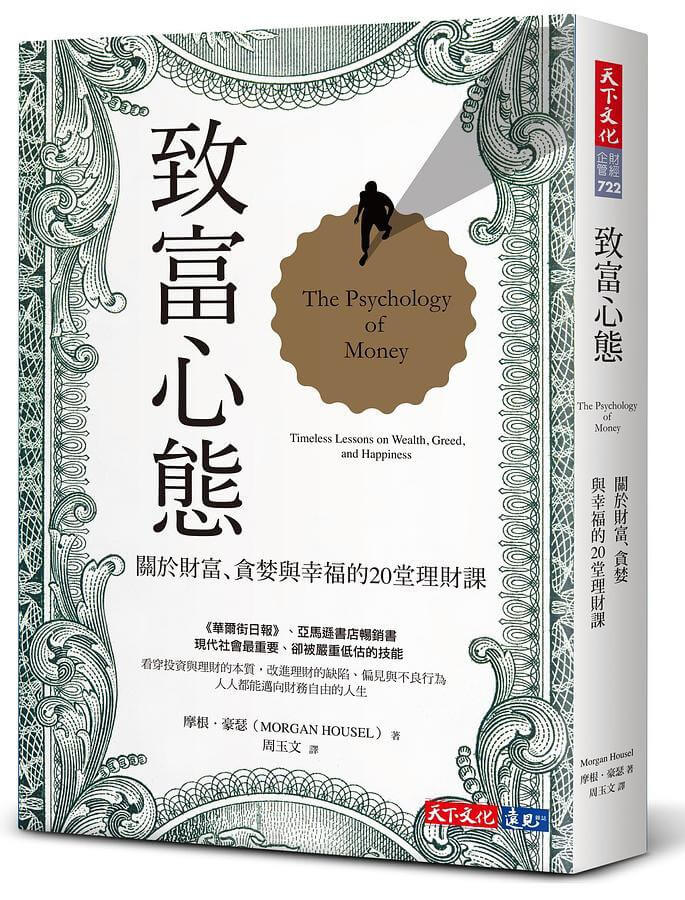 致富心態
The Psychology
of
Money
Timeless Lessons on Wealth, Greed,
and Happiness
關於財富、貪婪與幸福的20堂理財課
《華爾街日報》、亞馬遜書店暢銷書
現代社會最重要、卻被嚴重低估的技能
看穿投資與理財的本質，改進理財的缺陷、偏見與不良行為
人人都能邁向財務自由的人生
摩根．豪瑟（MORGAN HOUSEL）著
周玉文 譯
天下文化
遠見 雜誌
天下文化
財經
企管
722
致富心態
The Psychology
of
Money
關於財富、貪婪
與幸福的20堂理財課
Morgan Housel
摩根．豪瑟 著
周玉文 譯